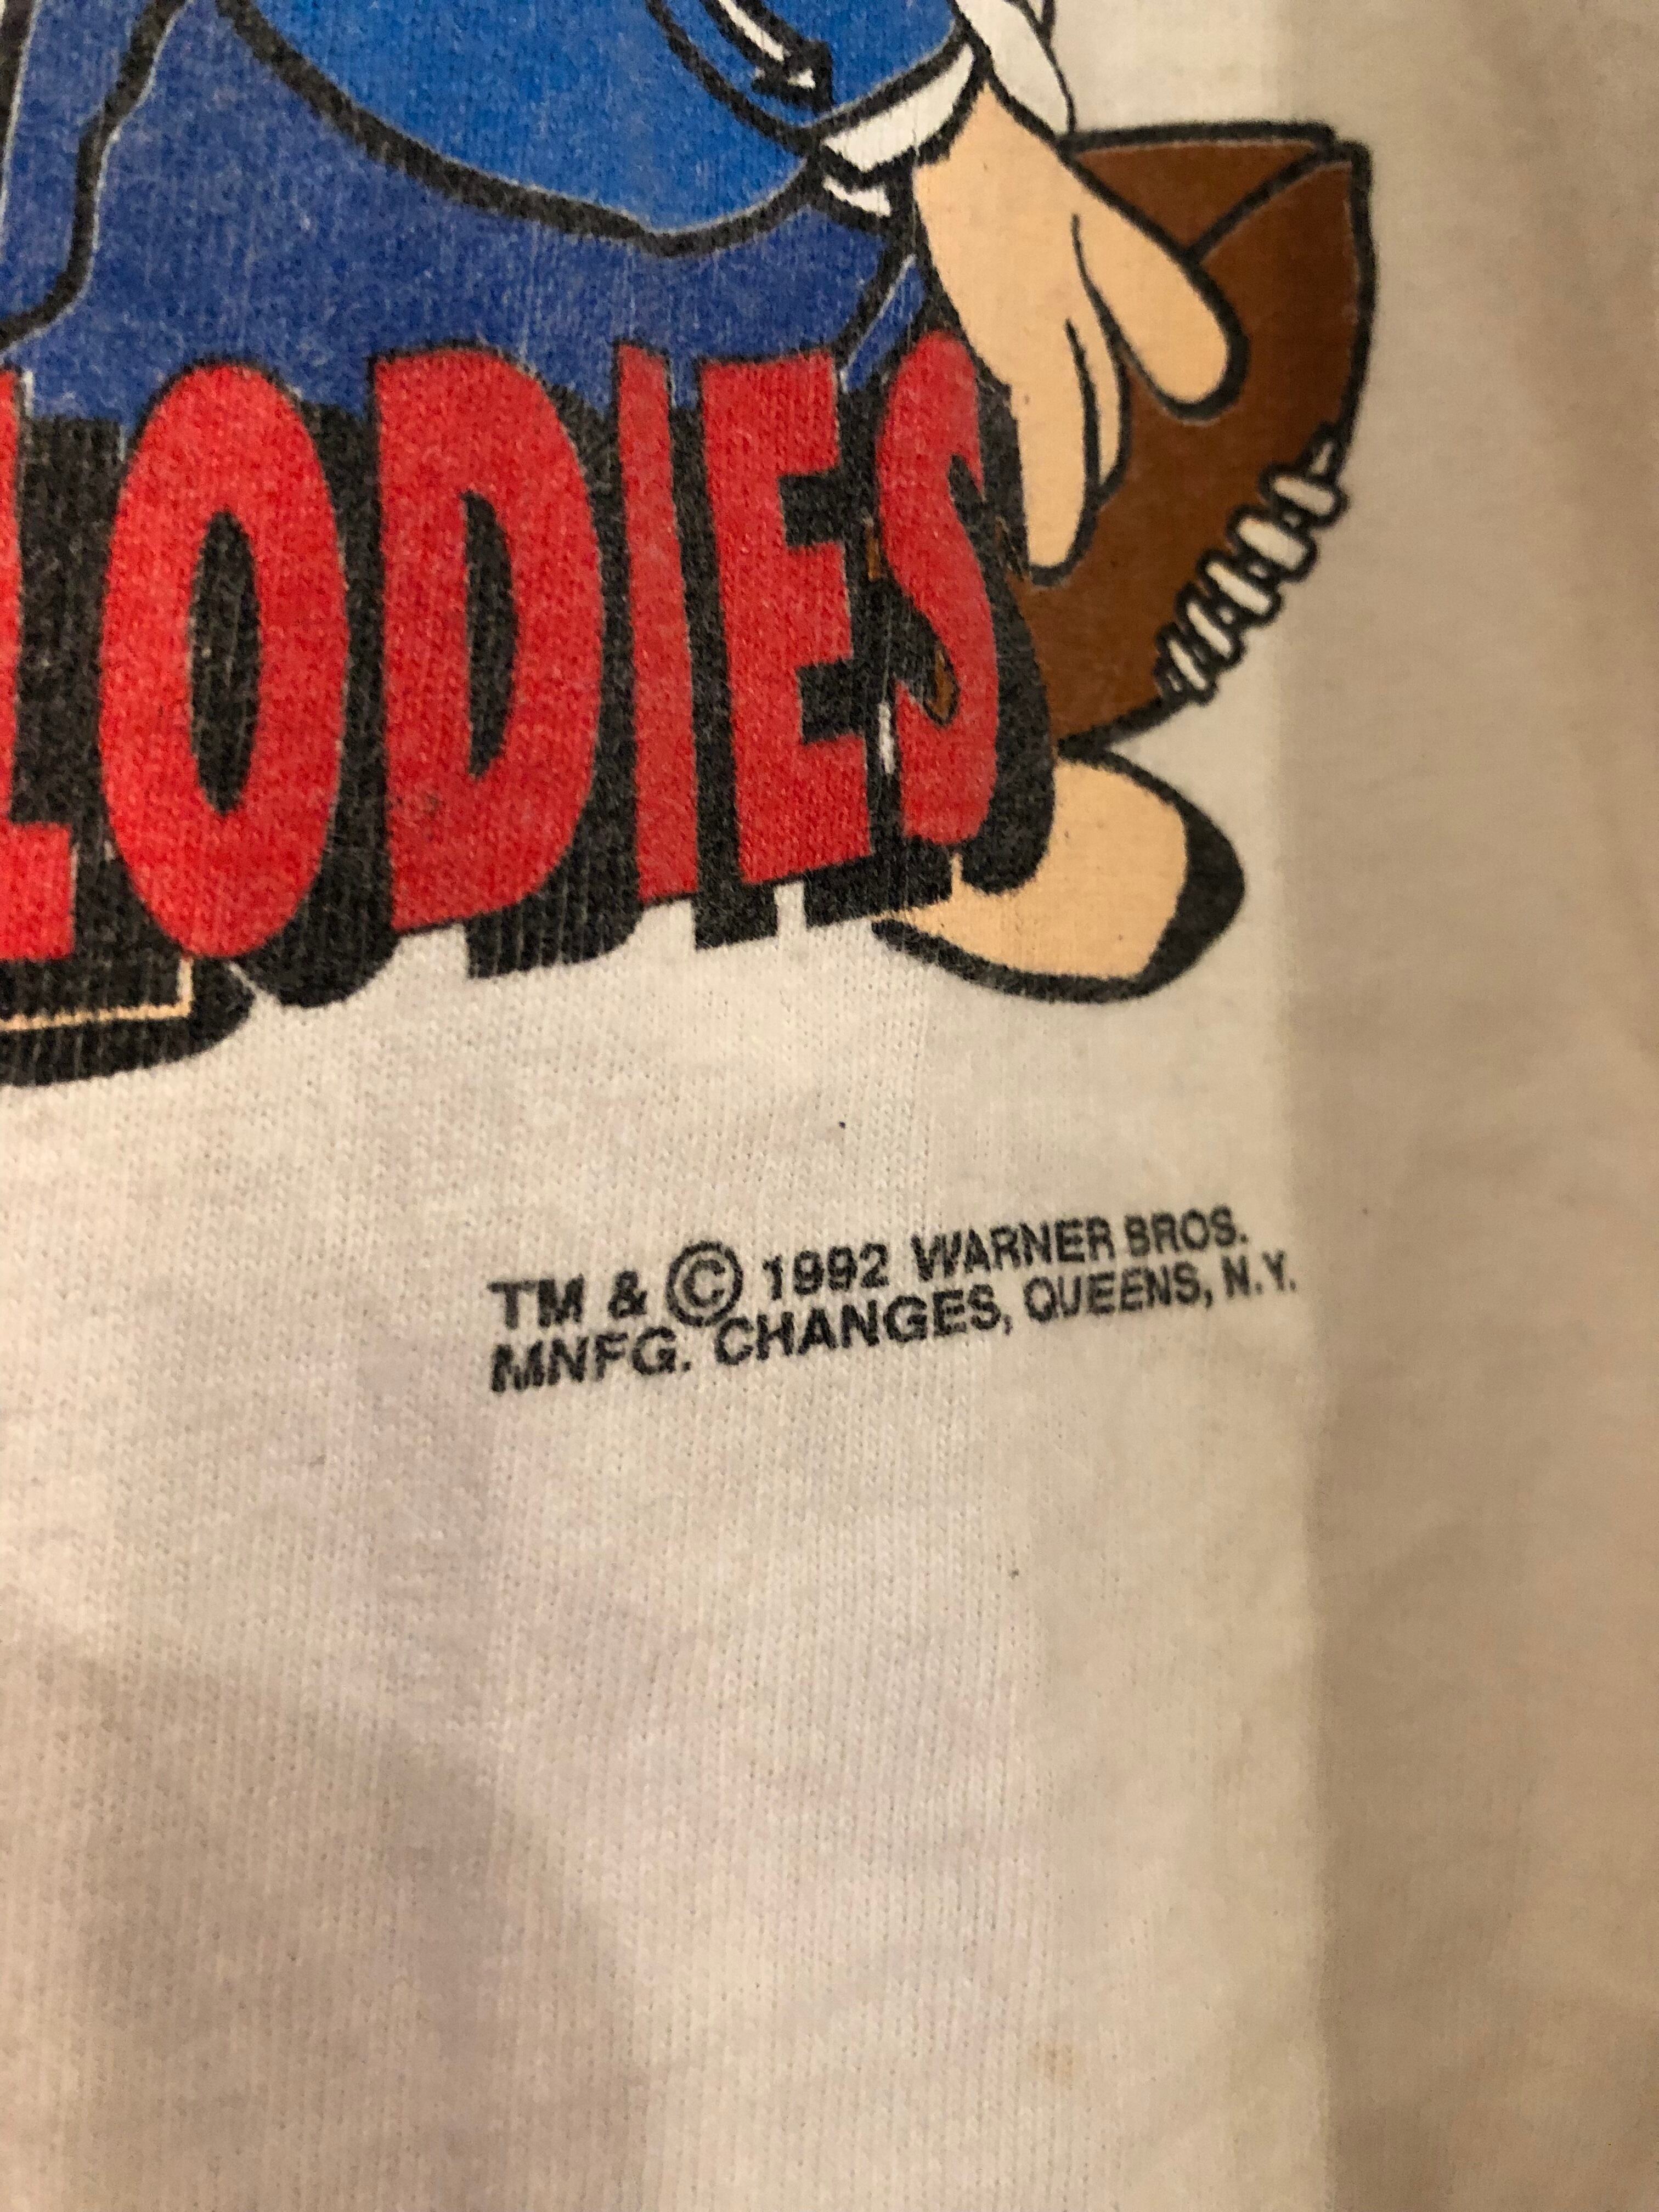 LODIES
TM & © 1992 WARNER BROS.
MNFG. CHANGES, QUEENS, N.Y.